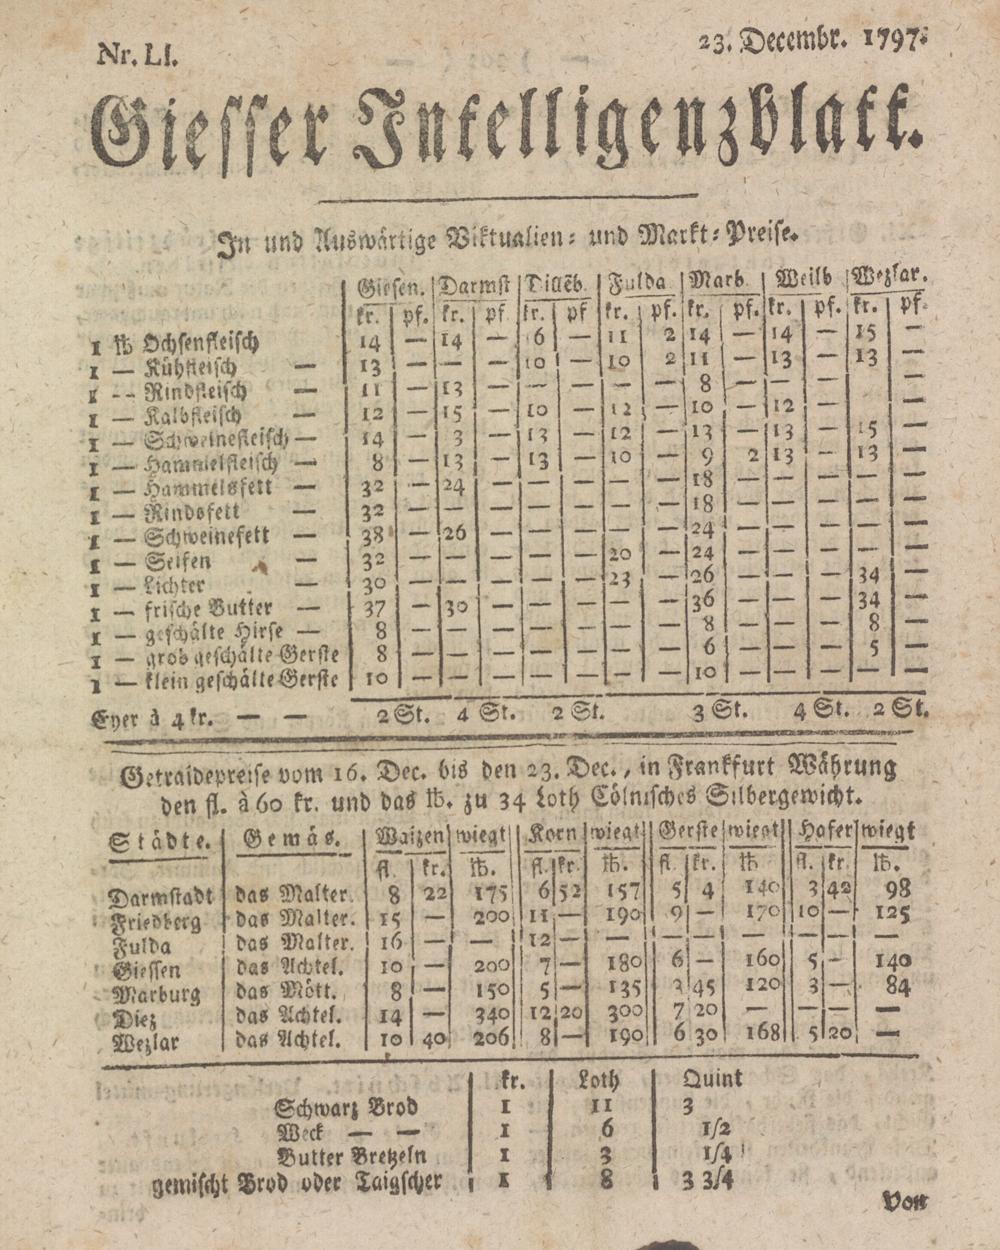 Nr. LI.
23. Decembr. 1797.
Giesser Intelligenzblatt.
In und Auswärtige Viktualien- und Markt-Preise.
Giesen. Darmst Dillēb. Fulda Marb. Weilb Wezlar.
kr. pf. kr. pf kr. pf kr. pf. kr. pf. kr. pf. kr. pf.
1 ℔ Ochsenfleisch 14 — 14 — 6 — 11 2 14 — 14 — 15 —
1 — Kühfleisch — 13 — — — 10 — 10 2 11 — 13 — 13 —
1 -- Rindfleisch — 11 — 13 — — — — — 8 — — — —
1 — Kalbfleisch — 12 — 15 — 10 — 12 — 10 — 12 —
1 — Schweinefleisch — 14 — 3 — 13 — 12 — 13 — 13 — 15 —
1 — Hammelfleisch — 8 — 13 — 13 — 10 — 9 2 13 — 13 —
1 — Hammelsfett — 32 — 24 — — — — — 18 — — — — —
1 — Rindsfett — 32 — — — — — — — 18 — — — — —
1 — Schweinefett — 38 — 26 — — — — — 24 — — — — —
1 — Seifen — 32 — — — — — 20 — 24 — — — — —
1 — Lichter — 30 — — — — — 23 — 26 — — — 34 —
1 — frische Butter — 37 — 30 — — — — — 36 — — — 34 —
1 — geschälte Hirse — 8 — — — — — — — 8 — — — 8 —
1 — grob geschälte Gerste 8 — — — — — — — 6 — — — 5 —
1 — klein geschälte Gerste 10 — — — — — — — 10 — — — — —
Eyer à 4 kr. — — 2 St. 4 St. 2 St. 3 St. 4 St. 2 St.
Getraidepreise vom 16. Dec. bis den 23. Dec., in Frankfurt Währung
den fl. à 60 kr. und das ℔. zu 34 Loth Cölnisches Silbergewicht.
Städte. Gemäs. Waizen wiegt Korn wiegt Gerste wiegt Hafer wiegt
fl. kr. ℔. fl. kr. ℔. fl. kr. ℔ fl. kr. ℔.
Darmstadt das Malter. 8 22 175 6 52 157 5 4 140 3 42 98
Friedberg das Malter. 15 — 200 11 — 190 9 — 170 10 — 125
Fulda das Malter. 16 — — 12 — — — — — — — —
Giessen das Achtel. 10 — 200 7 — 180 6 — 160 5 — 140
Marburg das Mött. 8 — 150 5 — 135 3 45 120 3 — 84
Diez das Achtel. 14 — 340 12 20 300 7 20 — — — —
Wezlar das Achtel. 10 40 206 8 — 190 6 30 168 5 20 —
kr. Loth Quint
Schwarz Brod 1 11 3
Weck — — 1 6 1/2
Butter Bretzeln 1 3 1/4
gemischt Brod oder Taigscher 1 8 3 3/4
Von